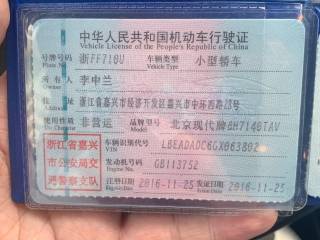 中华人民共和国机动车行驶证
Vehicle License of the People's Republic of China
号牌号码 浙FF710U 车辆类型 小型轿车
Plate No. Vehicle Type
所有人 李中兰
Owner
住址 浙江省嘉兴市经济开发区嘉兴市中环西路
Address
使用性质 非营运 品牌型号 北京现代牌BH7140TAV
Use Character Model
浙江省嘉兴 车辆识别代号 LBEADADC6GX063802
VIN
市公安局交 发动机号码 GB113752
Engine No.
通警察支队 注册日期 2016-11-25 发证日期 2016-11-25
Register Date Issue Date